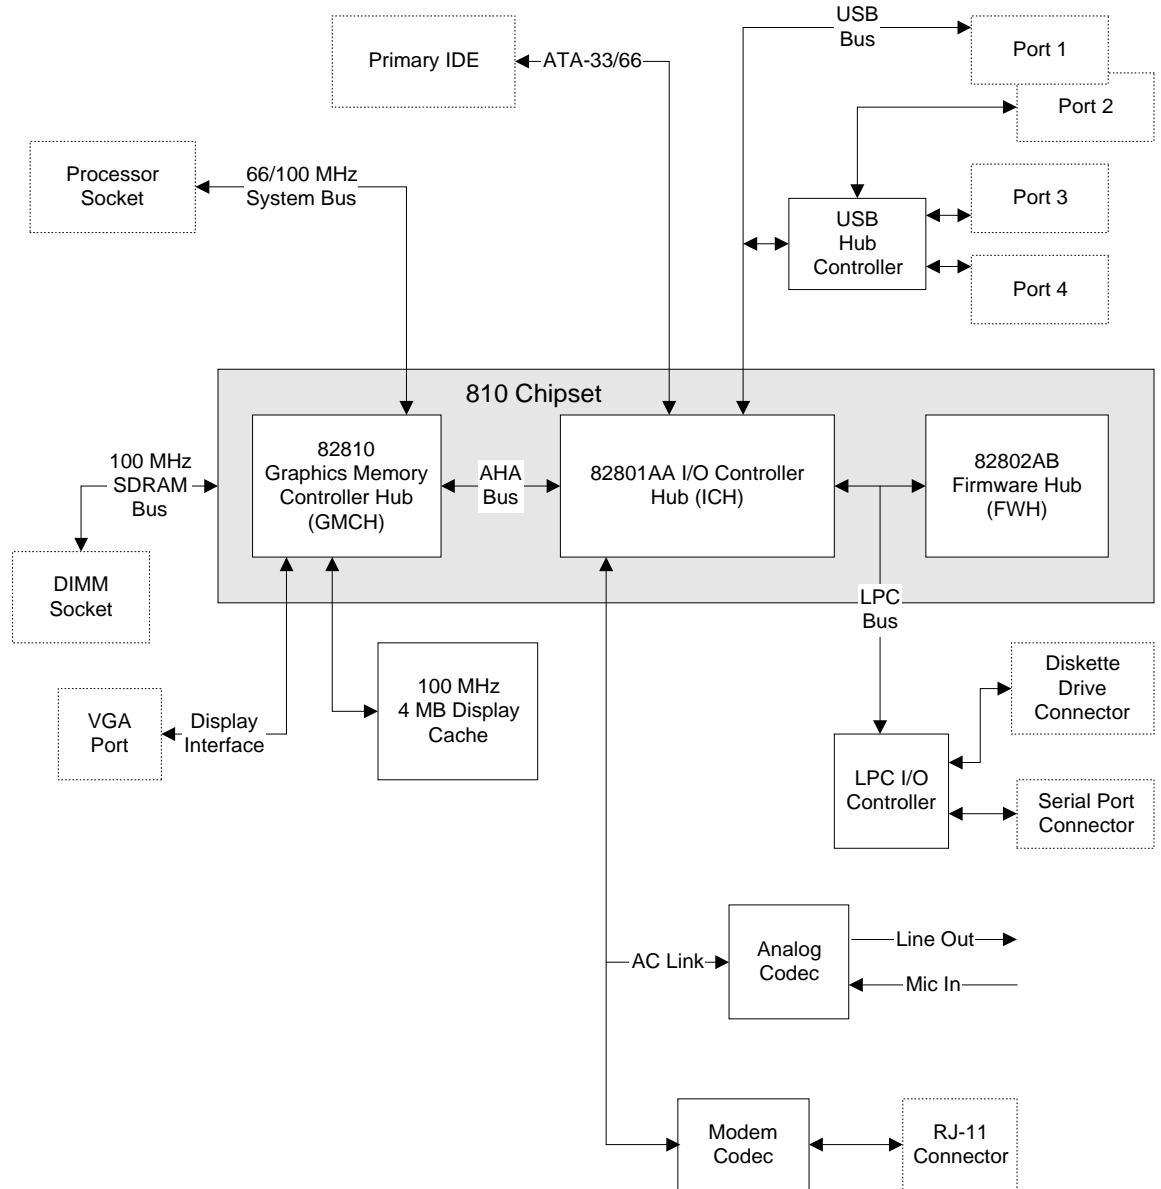 USB
Bus
Port 1
Primary IDE
ATA-33/66
Port 2
Processor
Socket
66/100 MHz
System Bus
Port 3
USB
Hub
Controller
Port 4
810 Chipset
100 MHz
SDRAM
Bus
82810
Graphics Memory
Controller Hub
(GMCH)
AHA
Bus
82801AA I/O Controller
Hub (ICH)
82802AB
Firmware Hub
(FWH)
DIMM
Socket
LPC
Bus
VGA
Port
Display
Interface
100 MHz
4 MB Display
Cache
Diskette
Drive
Connector
LPC I/O
Controller
Serial Port
Connector
AC Link
Analog
Codec
Line Out
Mic In
Modem
Codec
RJ-11
Connector